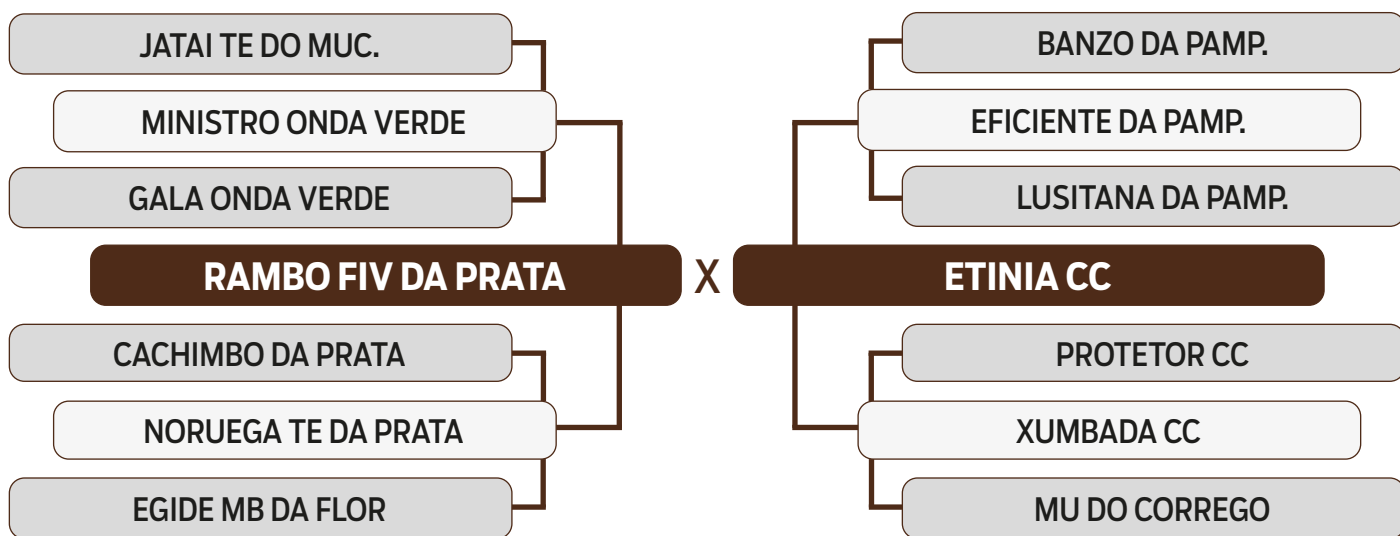 JATAI TE DO MUC.
MINISTRO ONDA VERDE
GALA ONDA VERDE
RAMBO FIV DA PRATA
CACHIMBO DA PRATA
NORUEGA TE DA PRATA
EGIDE MB DA FLOR
X
BANZO DA PAMP.
EFICIENTE DA PAMP.
LUSITANA DA PAMP.
ETINIA CC
PROTETOR CC
XUMBADA CC
MU DO CORREGO